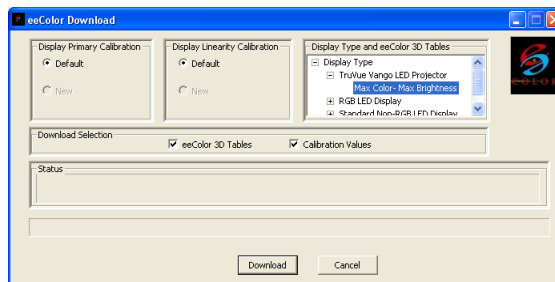 eeColor Download
Display Primary Calibration
Default
New
Display Linearity Calibration
Default
New
Display Type and eeColor 3D Tables
Display Type
TruVue Vango LED Projector
Max Color- Max Brightness
RGB LED Display
Standard Non-RGB LED Display
COLOR
Download Selection
eeColor 3D Tables
Calibration Values
Status
Download
Cancel